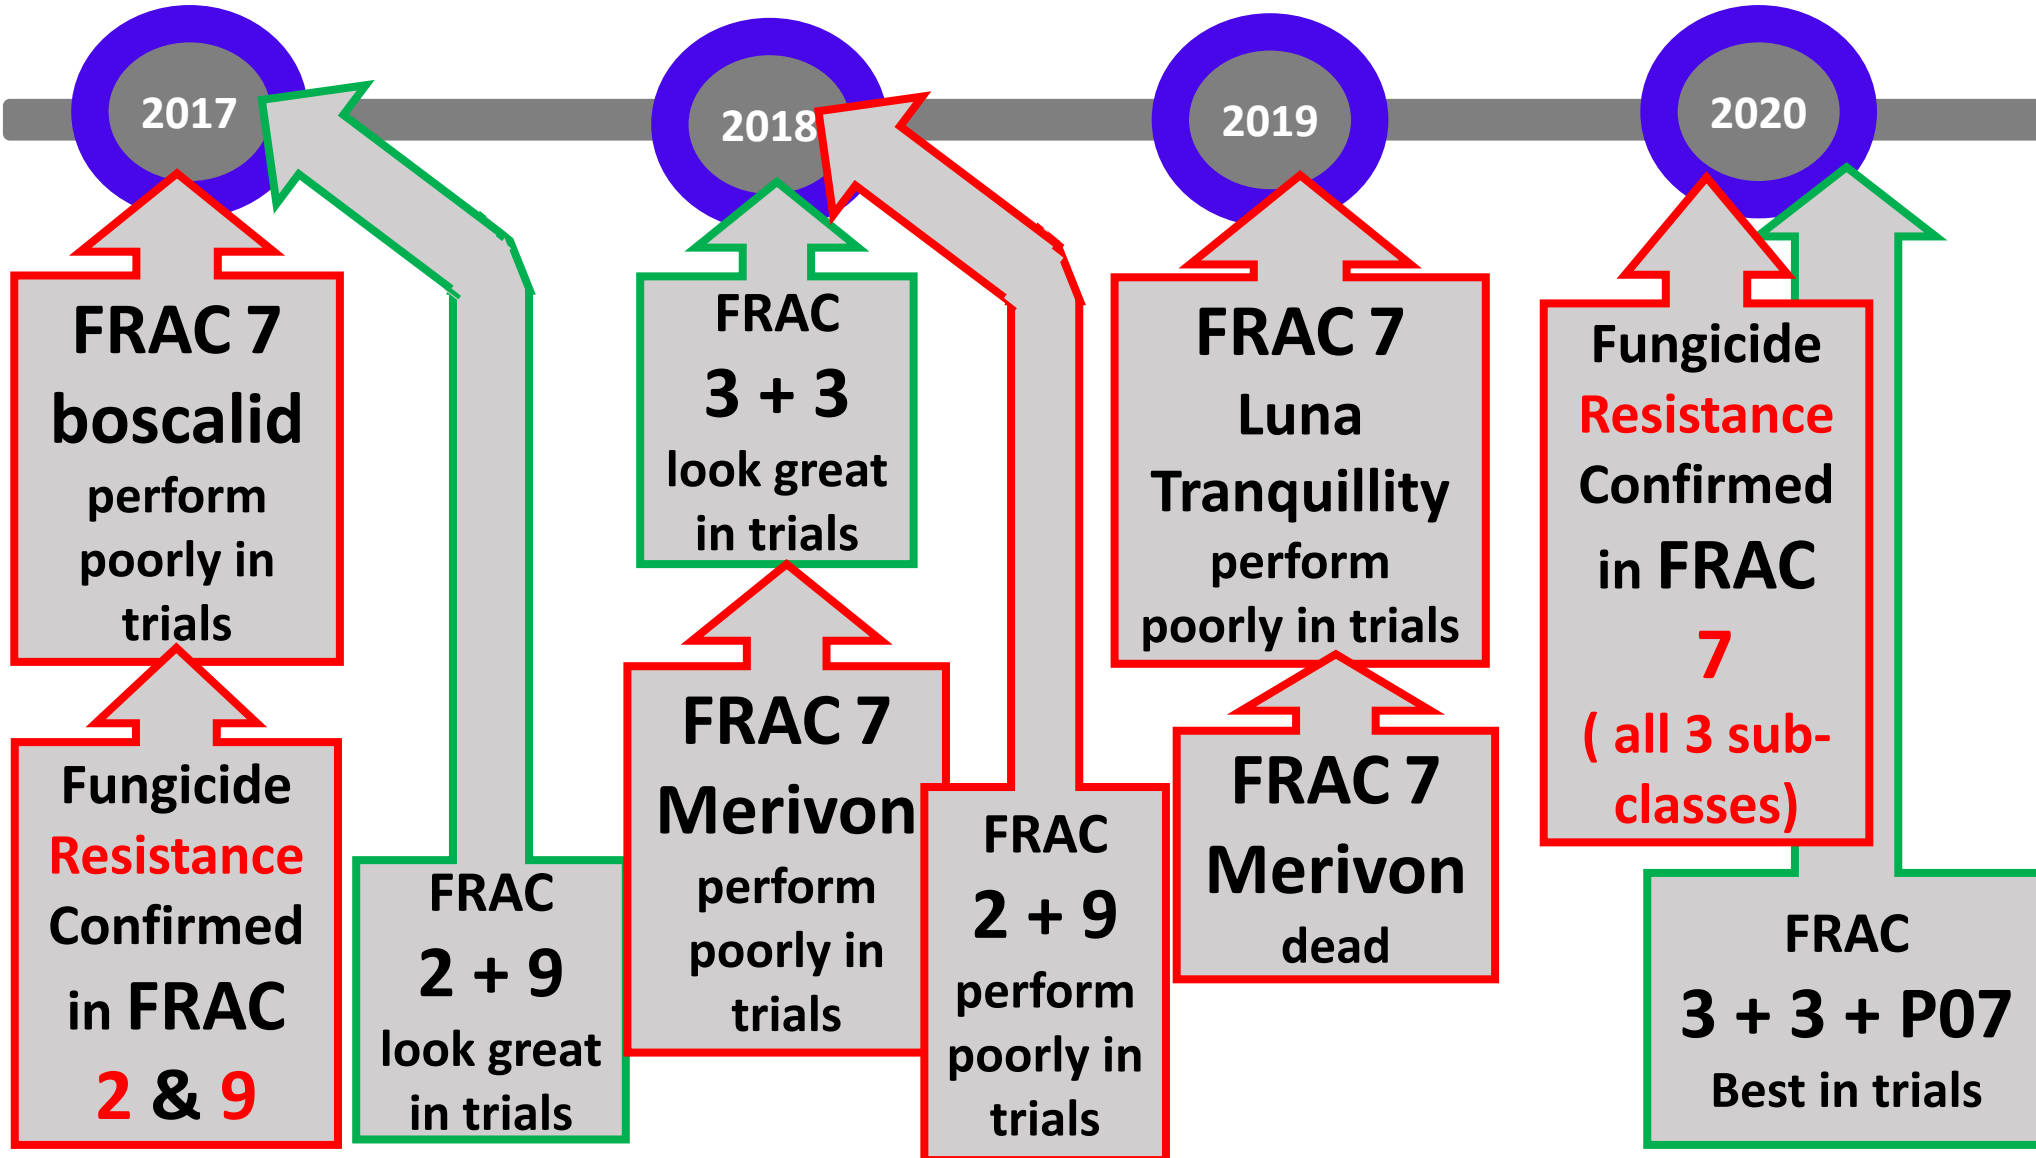 2017
2018
2019
2020
FRAC 7
boscalid
perform
poorly in
trials
Fungicide
Resistance
Confirmed
in FRAC
2 & 9
FRAC
2 + 9
look great
in trials
FRAC
3 + 3
look great
in trials
FRAC 7
Merivon
perform
poorly in
trials
FRAC
2 + 9
perform
poorly in
trials
FRAC 7
Luna
Tranquillity
perform
poorly in trials
FRAC 7
Merivon
dead
Fungicide
Resistance
Confirmed
in FRAC
7
( all 3 sub-
classes)
FRAC
3 + 3 + P07
Best in trials